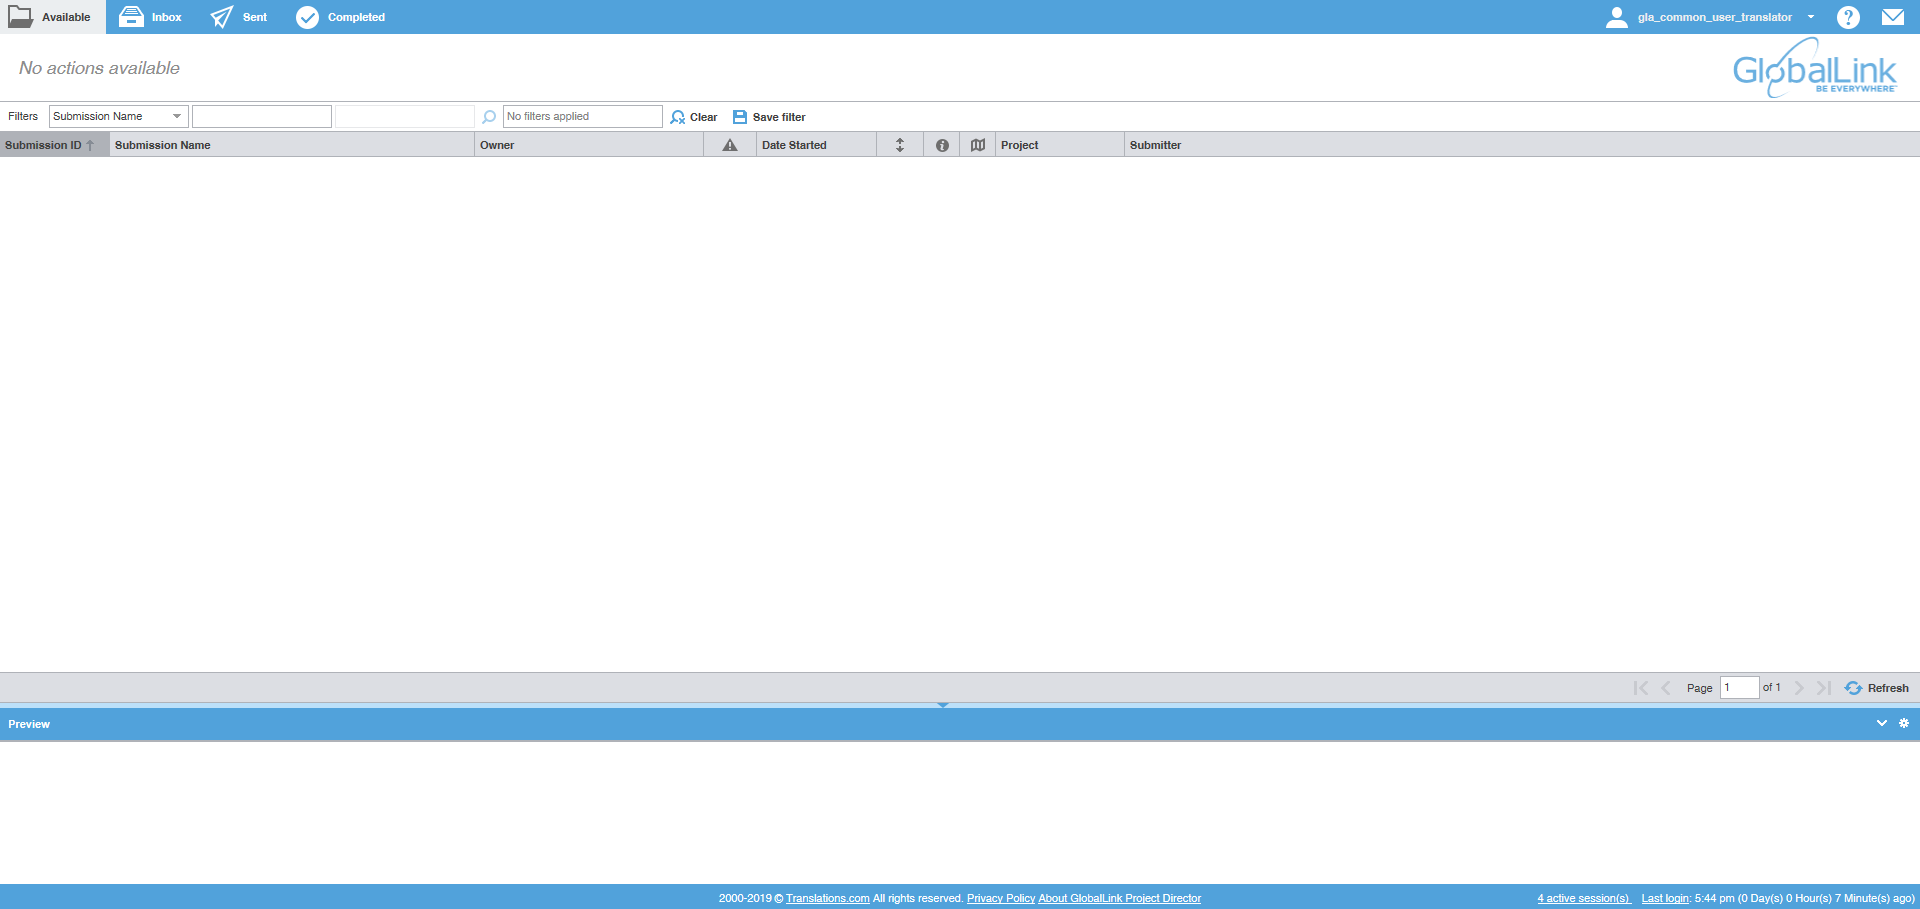 Available Inbox Sent Completed gla_common_user_translator ?
No actions available
GlobalLink
BE EVERYWHERE
Filters Submission Name No filters applied Clear Save filter
Submission ID Submission Name Owner Date Started Project Submitter
Page 1 of 1 Refresh
Preview
2000-2019 © Translations.com All rights reserved. Privacy Policy About GlobalLink Project Director 4 active session(s) Last login: 5:44 pm (0 Day(s) 0 Hour(s) 7 Minute(s) ago)